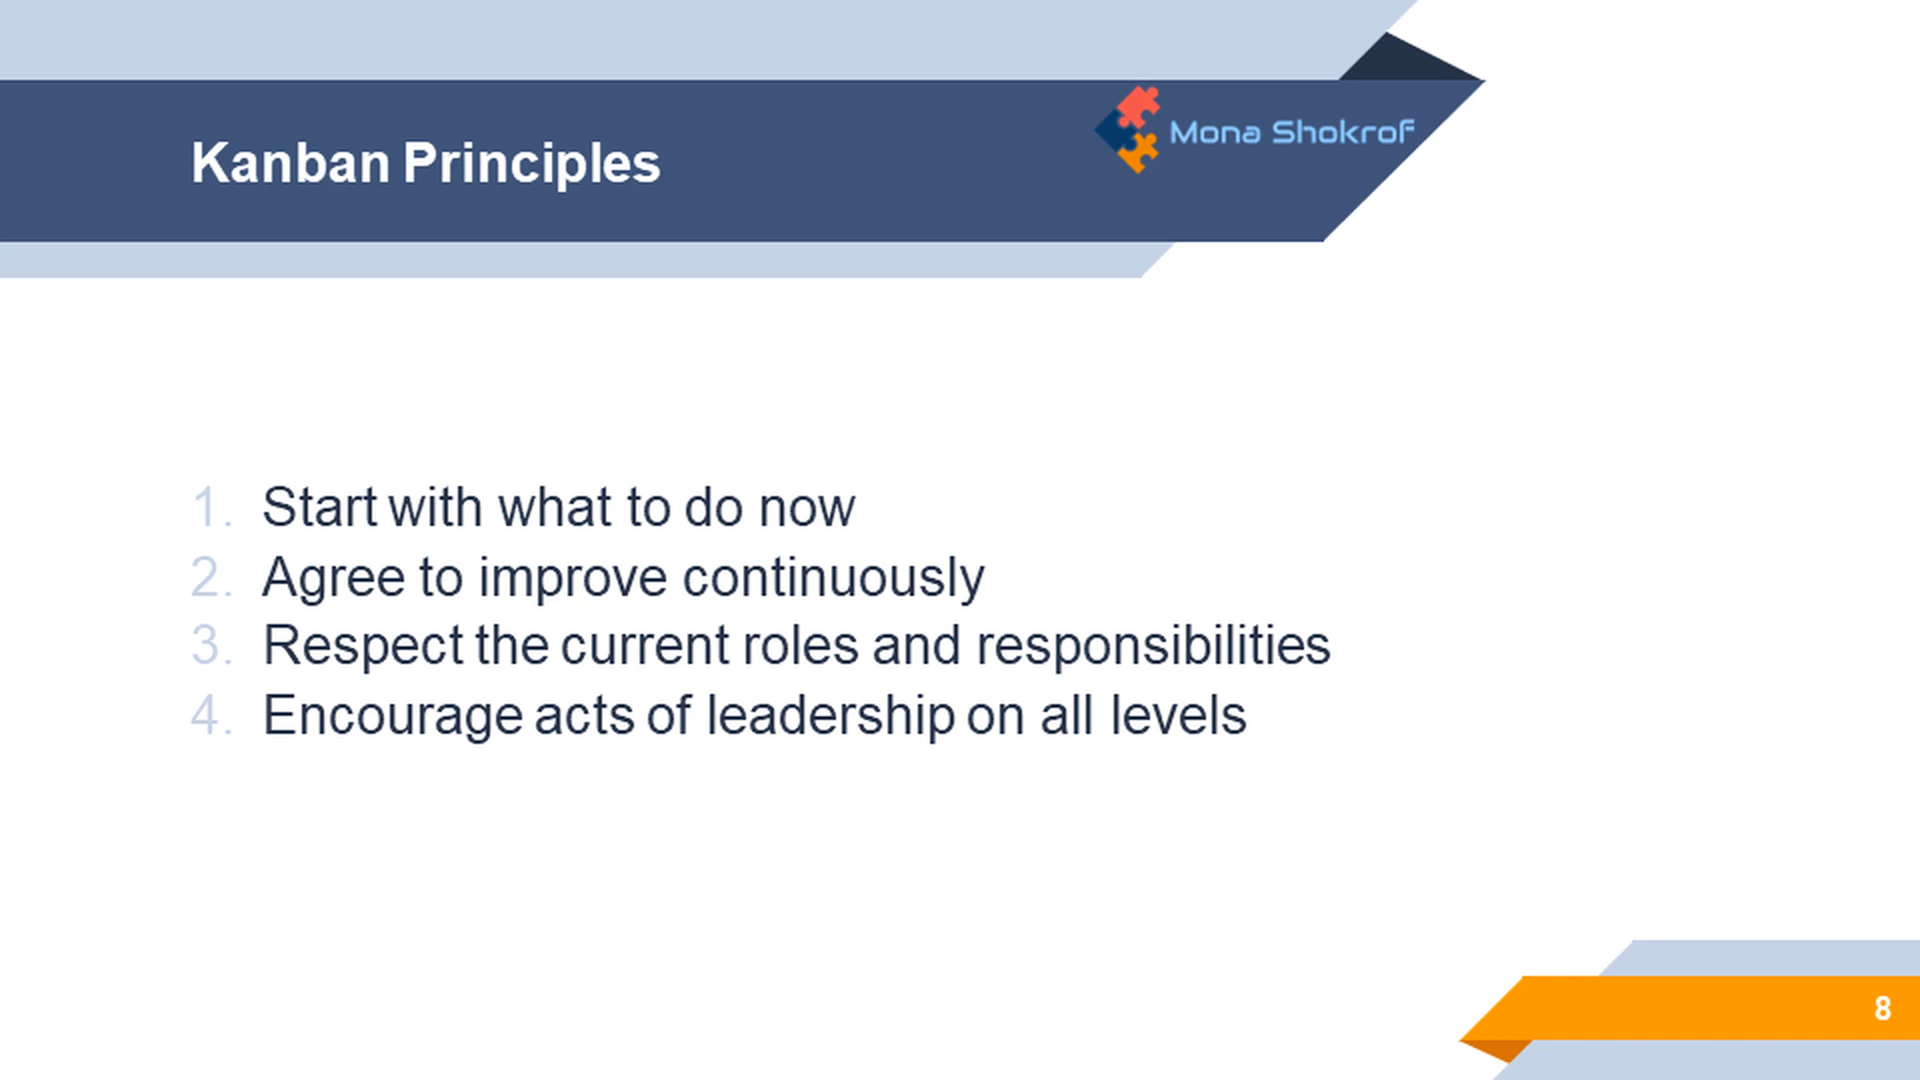 Mona Shokrof
Kanban Principles
1. Start with what to do now
2. Agree to improve continuously
3. Respect the current roles and responsibilities
4. Encourage acts of leadership on all levels
8